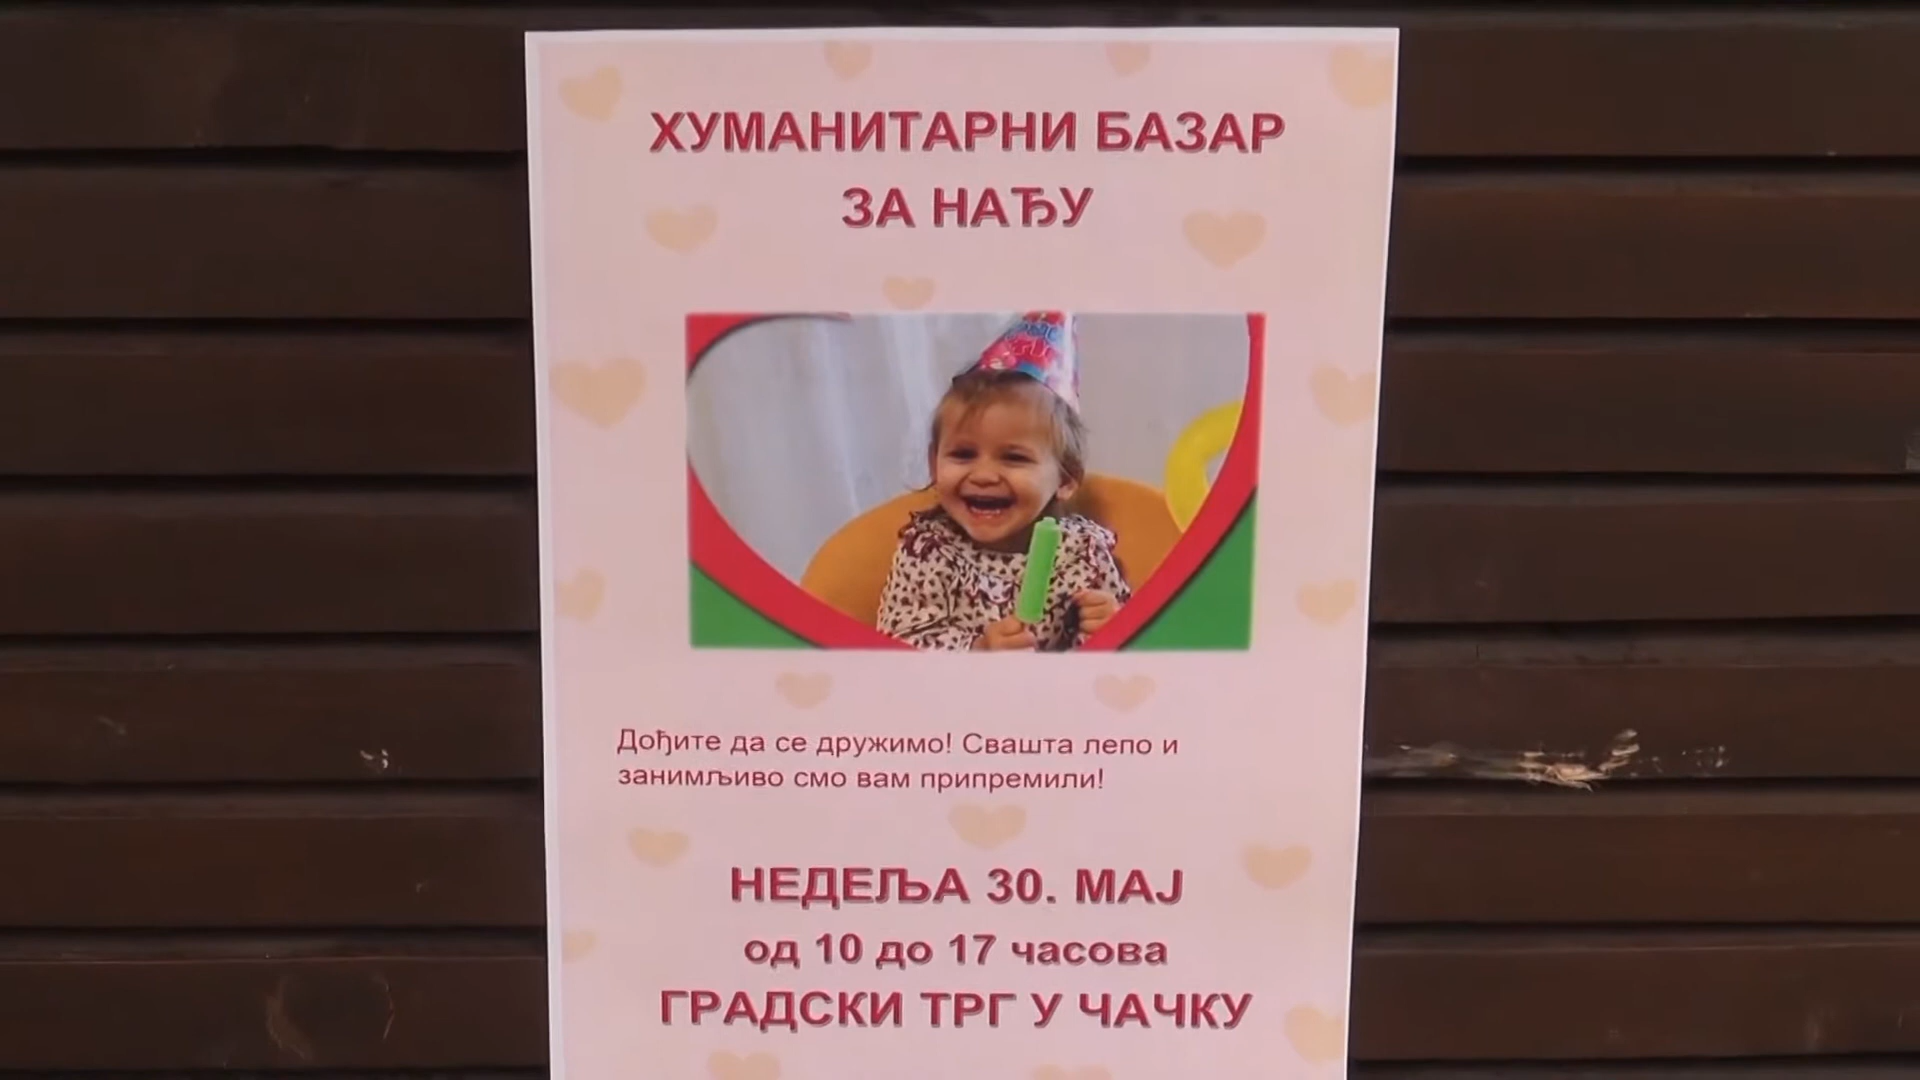 ХУМАНИТАРНИ БАЗАР
ЗА НАЂУ
Дођите да се дружимо! Свашта лепо и
занимљиво смо вам припремили!
НЕДЕЉА 30. МАЈ
од 10 до 17 часова
ГРАДСКИ ТРГ У ЧАЧКУ